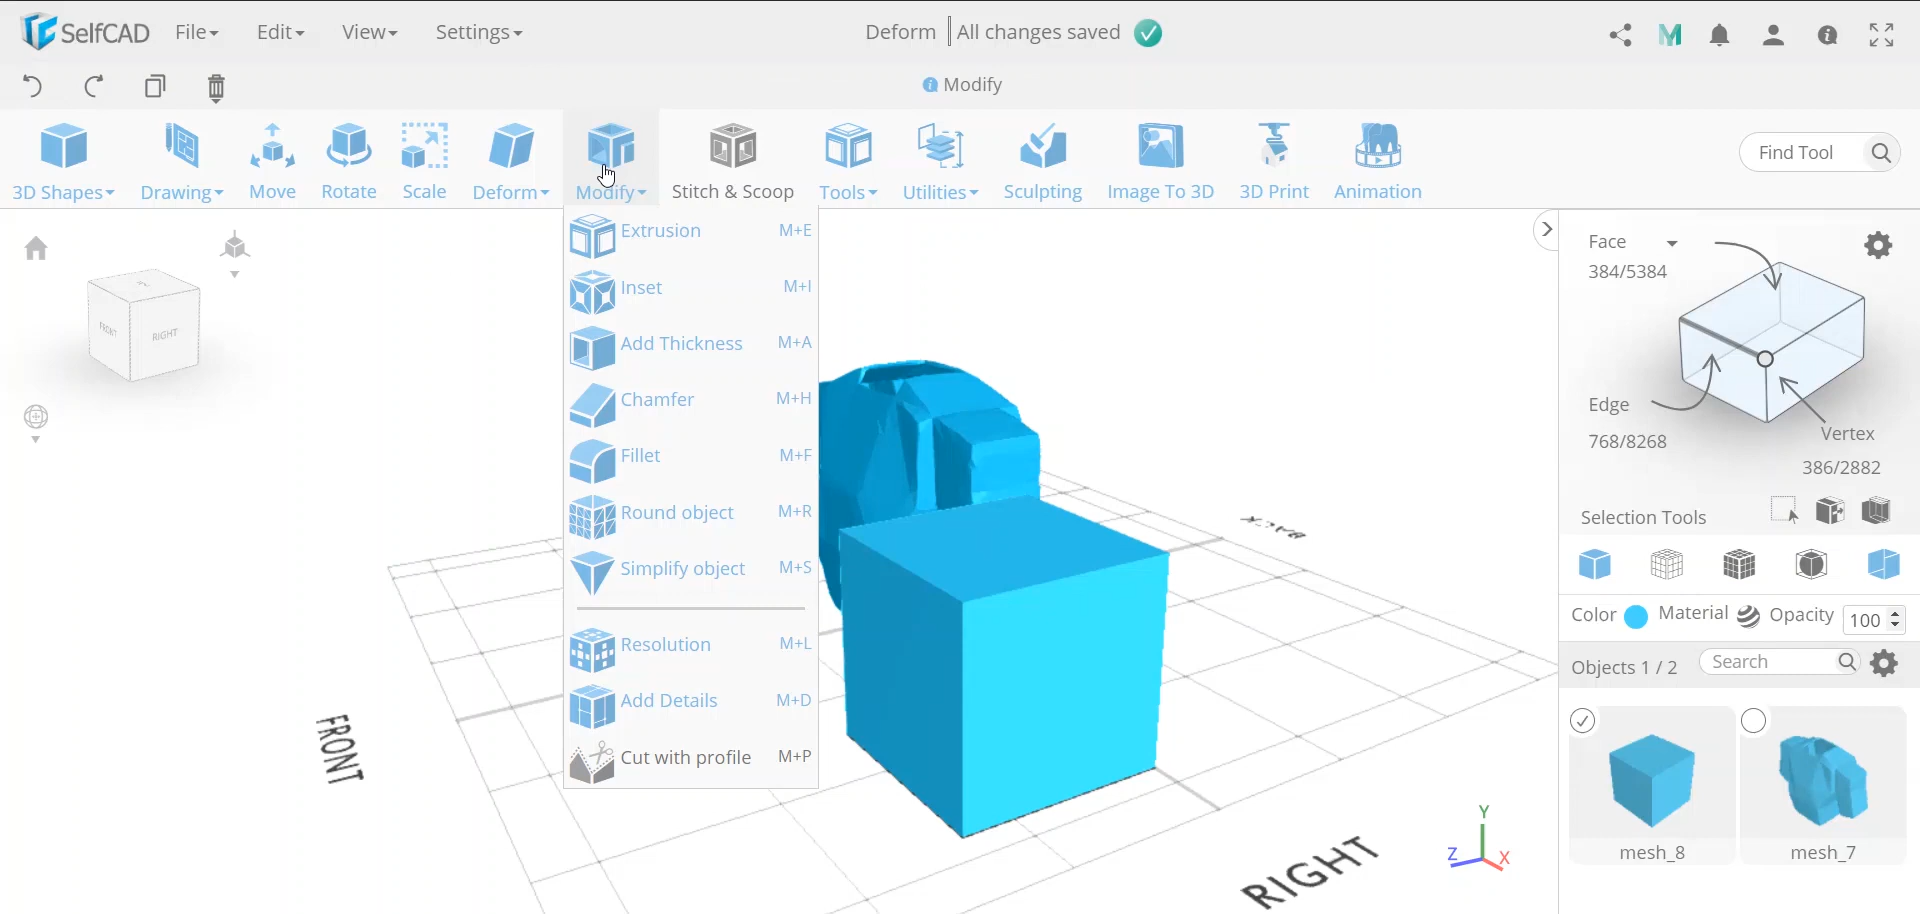 SelfCAD File Edit View Settings Deform All changes saved
Modify
3D Shapes Drawing Move Rotate Scale Deform Modify Stitch & Scoop Tools Utilities Sculpting Image To 3D 3D Print Animation Find Tool
Extrusion M+E
Inset M+I
Add Thickness M+A
Chamfer M+H
Fillet M+F
Round object M+R
Simplify object M+S
Resolution M+L
Add Details M+D
Cut with profile M+P
FRONT RIGHT
FRONT
RIGHT
BACK
Y
Z X
Face
384/5384
Edge
768/8268
Vertex
386/2882
Selection Tools
Color Material Opacity 100
Objects 1 / 2 Search
mesh_8 mesh_7